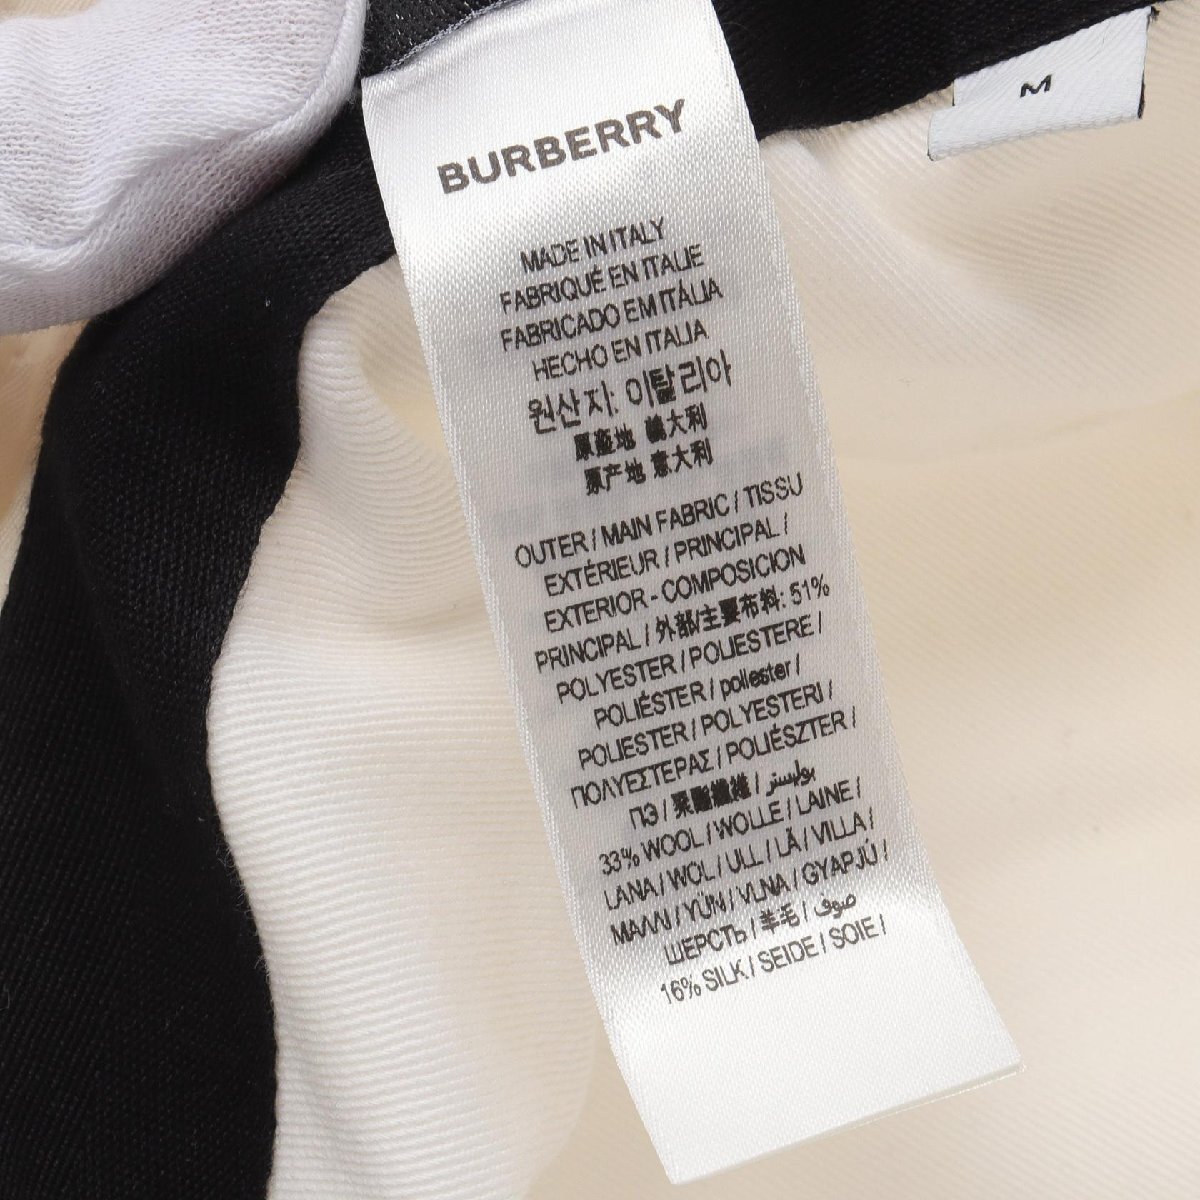 BURBERRY
M
MADE IN ITALY
FABRIQUÉ EN ITALIE
FABRICADO EM ITÁLIA
HECHO EN ITALIA
원산지: 이탈리아
原產地 義大利
原产地 意大利
OUTER / MAIN FABRIC / TISSU
EXTÉRIEUR / PRINCIPAL /
EXTERIOR - COMPOSICION
PRINCIPAL / 外部/主要布料: 51%
POLYESTER / POLIESTERE /
POLIÉSTER / poliester /
POLIESTER / POLYESTERI /
ΠΟΛΥΕΣΤΕΡΑΣ / POLIÉSZTER /
ПЭ / 聚酯纖維 / بوليستر /
33% WOOL / WOLLE / LAINE /
LANA / WOL / ULL / LÃ / VILLA /
ΜΑΛΛΙ / YÜN / VLNA / GYAPJÚ /
ШЕРСТЬ / 羊毛 / صوف /
16% SILK / SEIDE / SOIE /